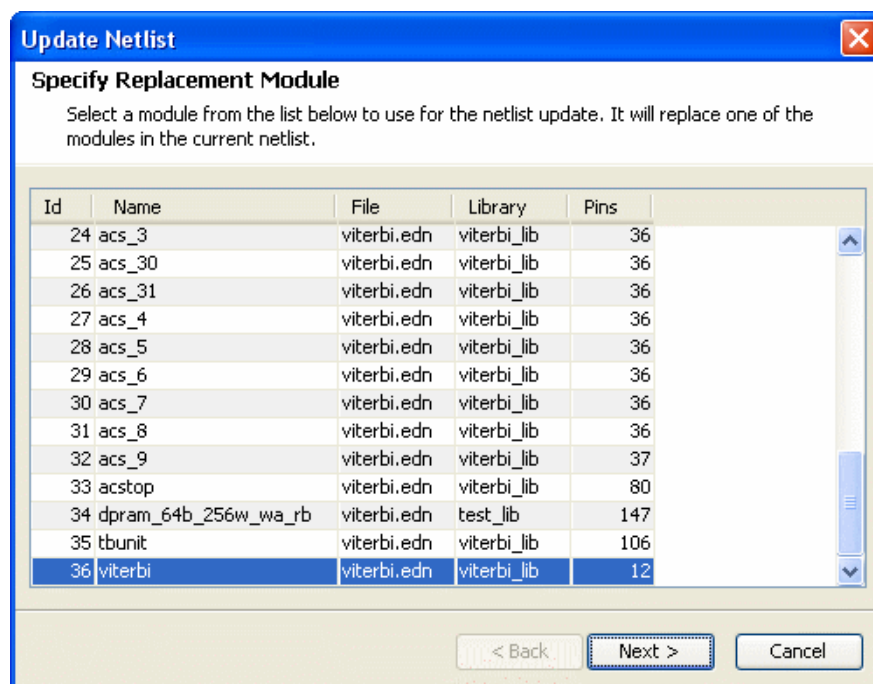 Update Netlist
Specify Replacement Module
Select a module from the list below to use for the netlist update. It will replace one of the
modules in the current netlist.
Id Name File Library Pins
24 acs_3 viterbi.edn viterbi_lib 36
25 acs_30 viterbi.edn viterbi_lib 36
26 acs_31 viterbi.edn viterbi_lib 36
27 acs_4 viterbi.edn viterbi_lib 36
28 acs_5 viterbi.edn viterbi_lib 36
29 acs_6 viterbi.edn viterbi_lib 36
30 acs_7 viterbi.edn viterbi_lib 36
31 acs_8 viterbi.edn viterbi_lib 36
32 acs_9 viterbi.edn viterbi_lib 37
33 acstop viterbi.edn viterbi_lib 80
34 dpram_64b_256w_wa_rb viterbi.edn test_lib 147
35 tbunit viterbi.edn viterbi_lib 106
36 viterbi viterbi.edn viterbi_lib 12
< Back Next > Cancel